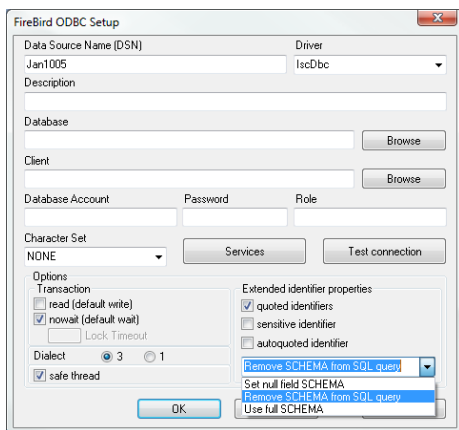 FireBird ODBC Setup
Data Source Name (DSN) Driver
Jan1005 IscDbc
Description
Database
Browse
Client
Browse
Database Account Password Role
Character Set
NONE Services Test connection
Options
Transaction Extended identifier properties
read (default write) quoted identifiers
nowait (default wait) sensitive identifier
Lock Timeout autoquoted identifier
Dialect 3 1 Remove SCHEMA from SQL query
safe thread Set null field SCHEMA
Remove SCHEMA from SQL query
OK Use full SCHEMA